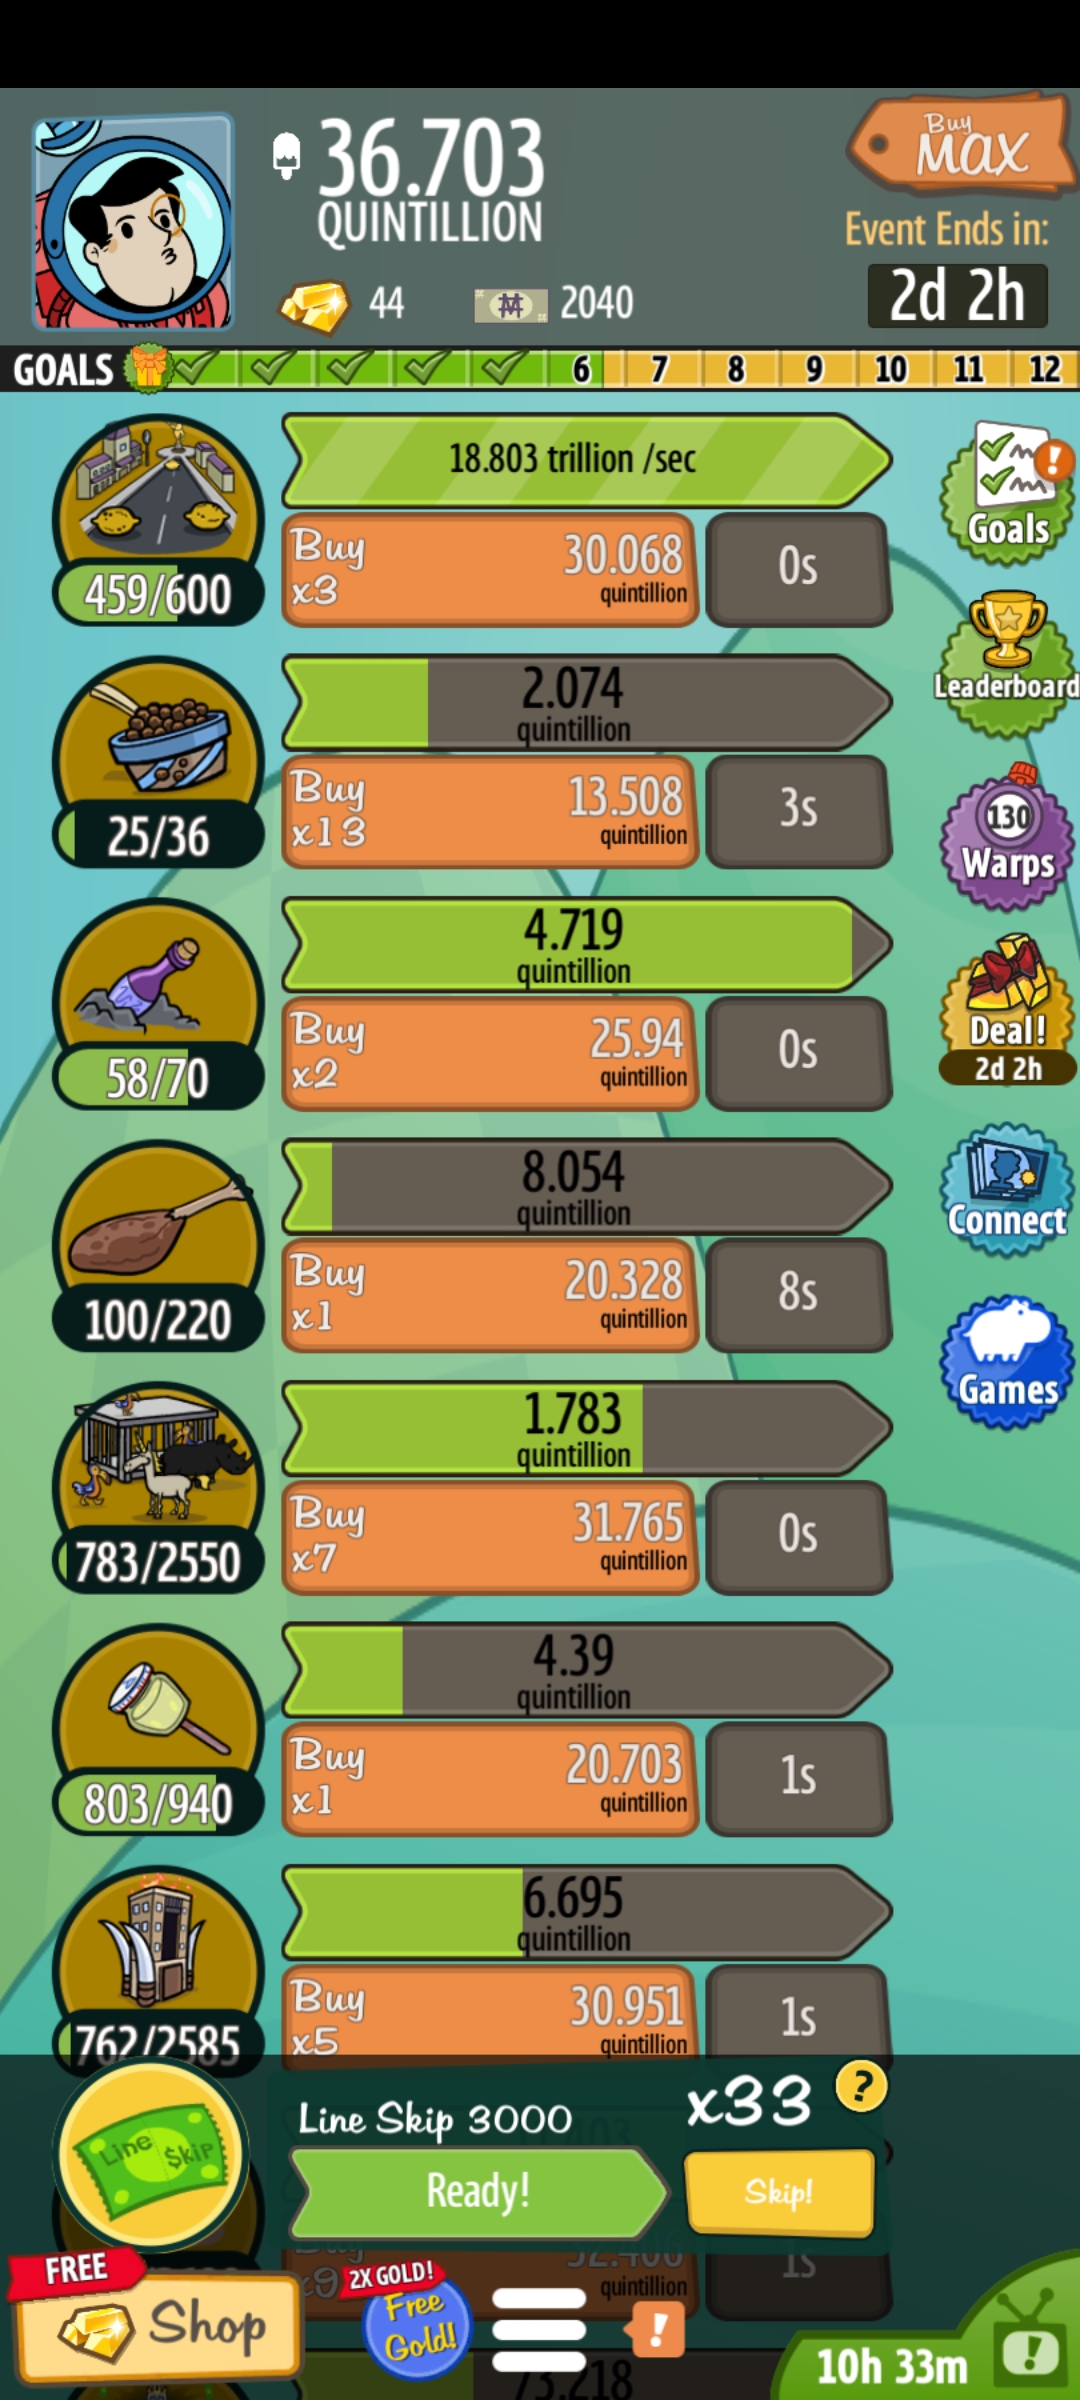 36.703
QUINTILLION
Buy
MAX
Event Ends in:
2d 2h
44
2040
GOALS
6
7
8
9
10
11
12
18.803 trillion /sec
Buy
x3
30.068
quintillion
0s
459/600
Goals
Leaderboard
2.074
quintillion
Buy
x13
13.508
quintillion
3s
25/36
130
Warps
4.719
quintillion
Buy
x2
25.94
quintillion
0s
58/70
Deal!
2d 2h
8.054
quintillion
Buy
x1
20.328
quintillion
8s
100/220
Connect
Games
1.783
quintillion
Buy
x7
31.765
quintillion
0s
783/2550
4.39
quintillion
Buy
x1
20.703
quintillion
1s
803/940
6.695
quintillion
Buy
x5
30.951
quintillion
1s
762/2585
Line Skip
Line Skip 3000
x33
?
Ready!
Skip!
Buy
x9
32.406
quintillion
1s
FREE
Shop
2X GOLD!
Free
Gold!
!
73.218
10h 33m
!